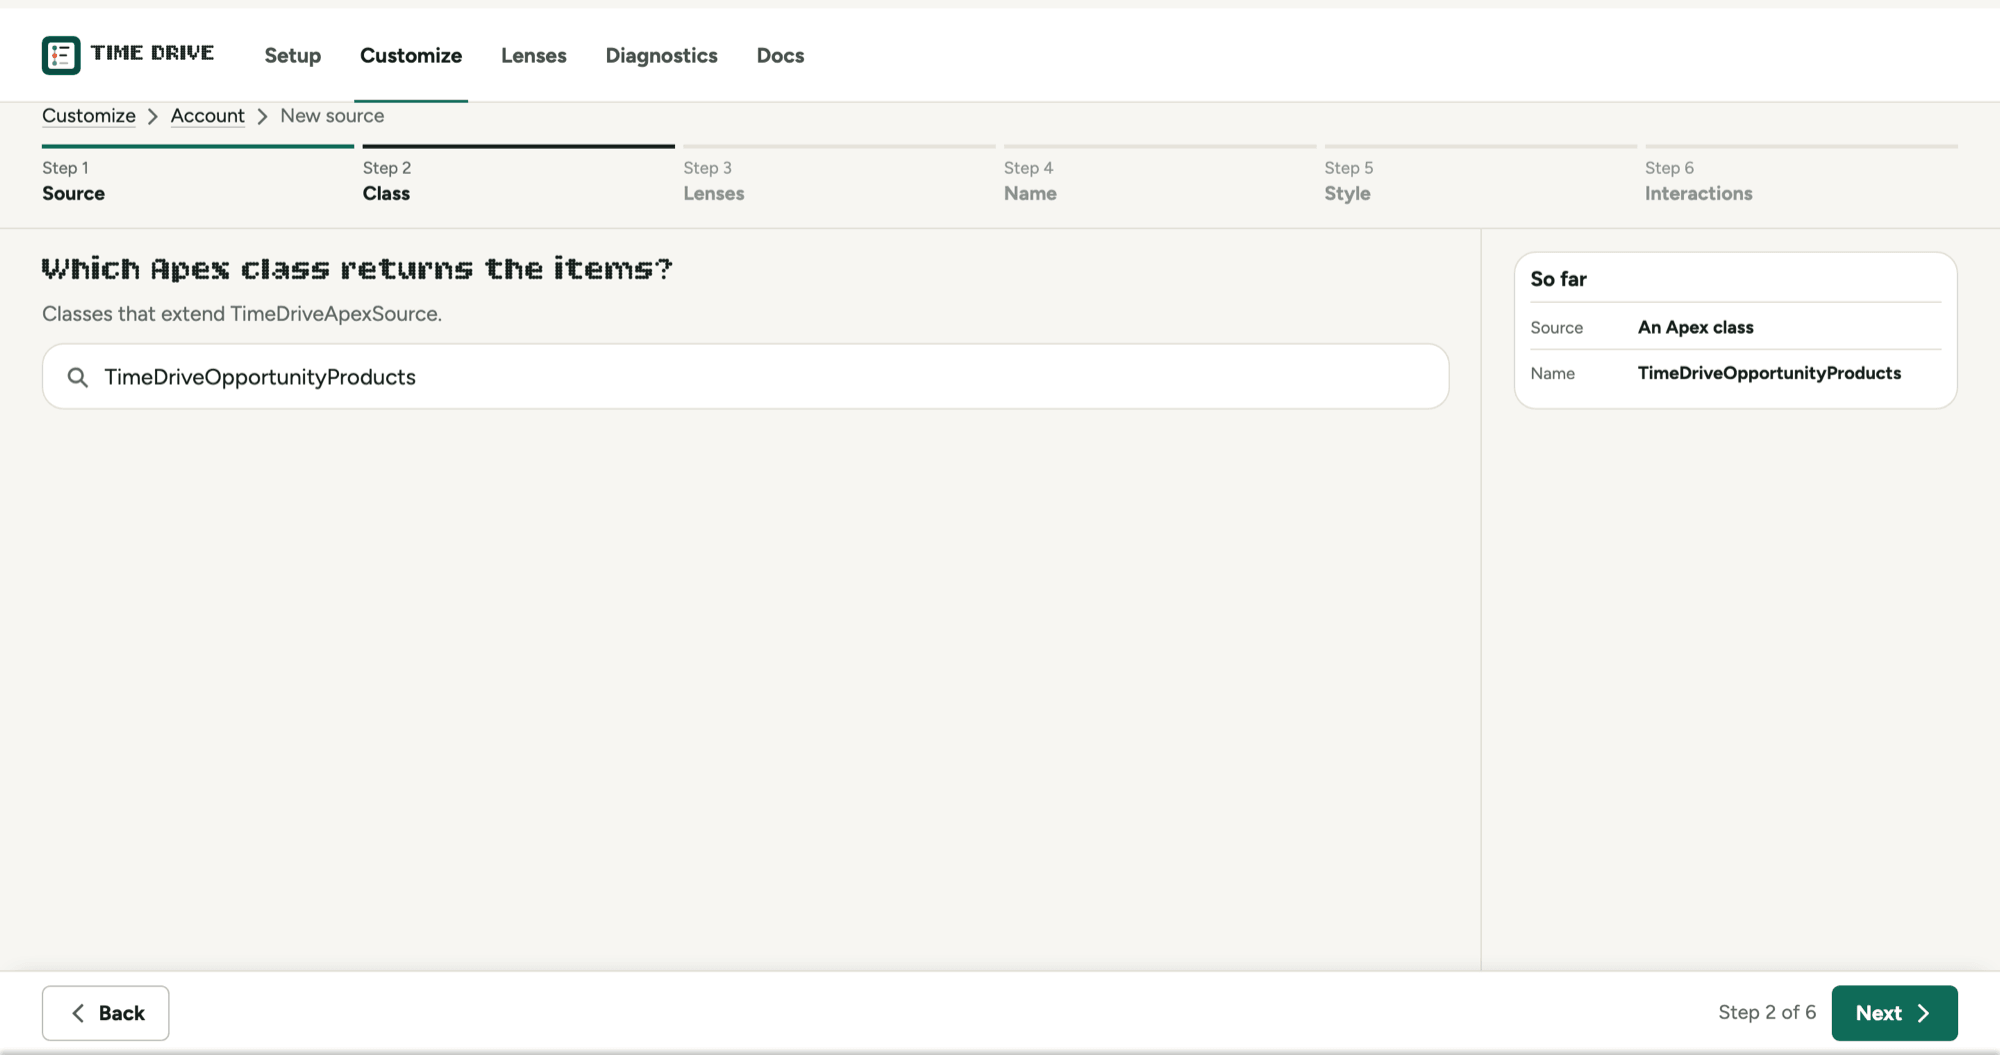 TIME DRIVE
Setup
Customize
Lenses
Diagnostics
Docs
Customize > Account > New source
Step 1
Source
Step 2
Class
Step 3
Lenses
Step 4
Name
Step 5
Style
Step 6
Interactions
Which Apex class returns the items?
Classes that extend TimeDriveApexSource.
TimeDriveOpportunityProducts
So far
Source An Apex class
Name TimeDriveOpportunityProducts
Back
Step 2 of 6
Next